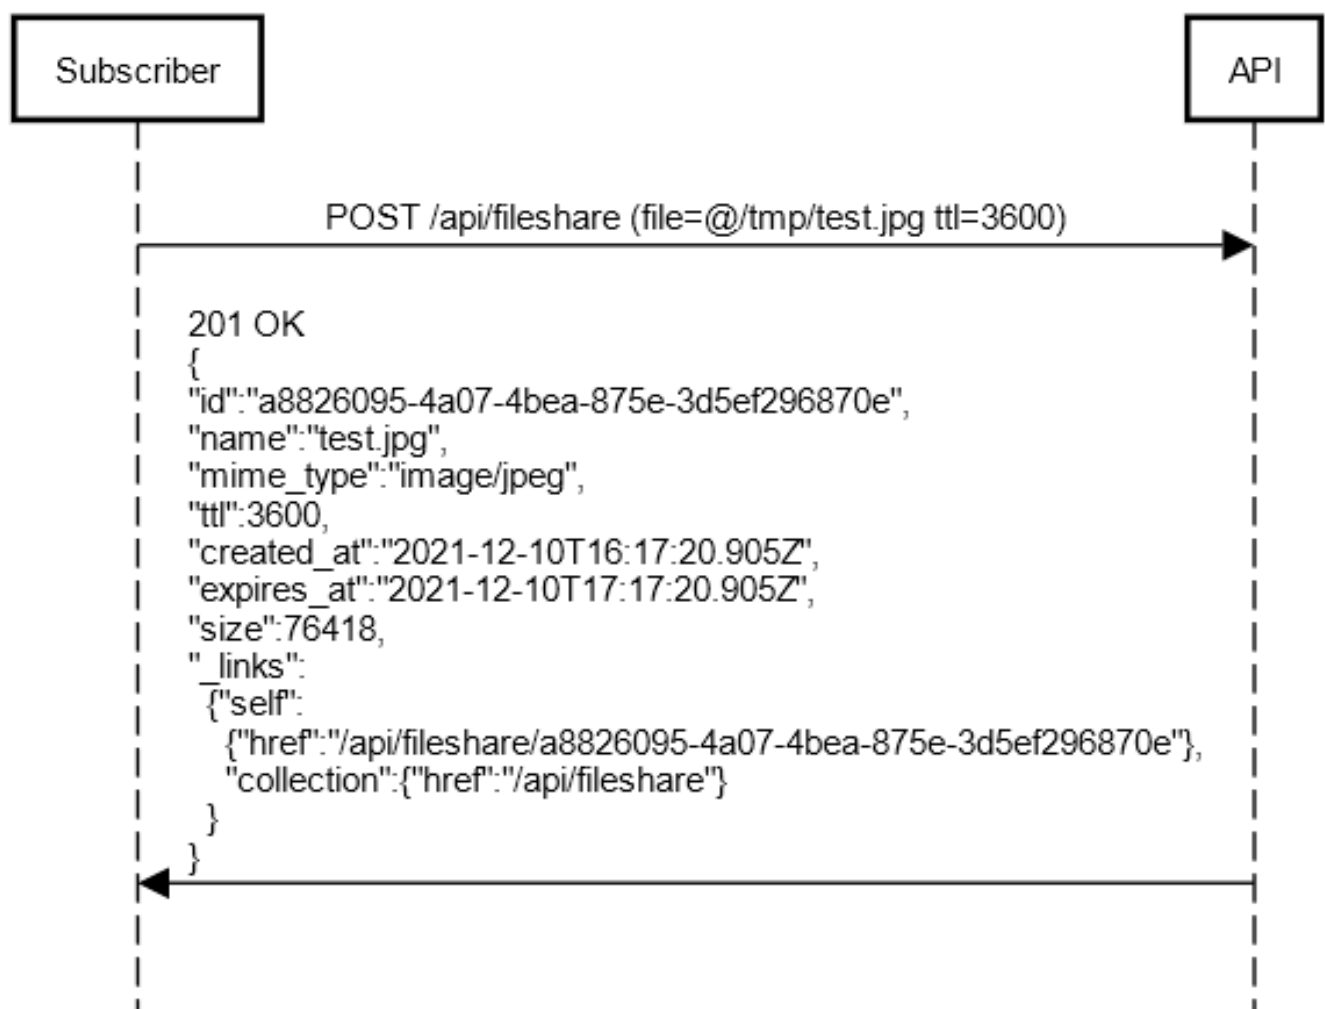 Subscriber
API
POST /api/fileshare (file=@/tmp/test.jpg ttl=3600)
201 OK
{
"id":"a8826095-4a07-4bea-875e-3d5ef296870e",
"name":"test.jpg",
"mime_type":"image/jpeg",
"ttl":3600,
"created_at":"2021-12-10T16:17:20.905Z",
"expires_at":"2021-12-10T17:17:20.905Z",
"size":76418,
"_links":
{"self":
{"href":"/api/fileshare/a8826095-4a07-4bea-875e-3d5ef296870e"},
"collection":{"href":"/api/fileshare"}
}
}